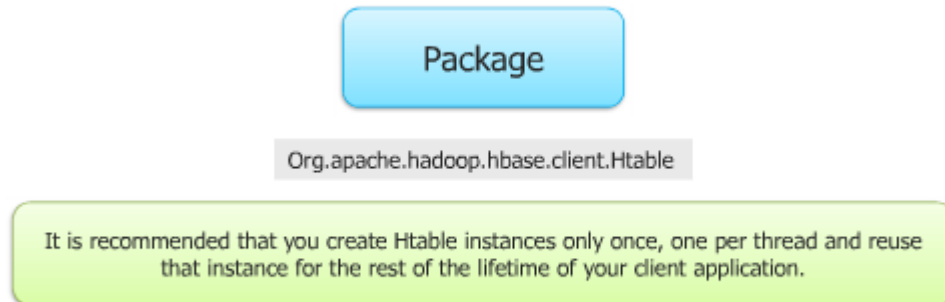 Package
Org.apache.hadoop.hbase.client.Htable
It is recommended that you create Htable instances only once, one per thread and reuse
that instance for the rest of the lifetime of your client application.